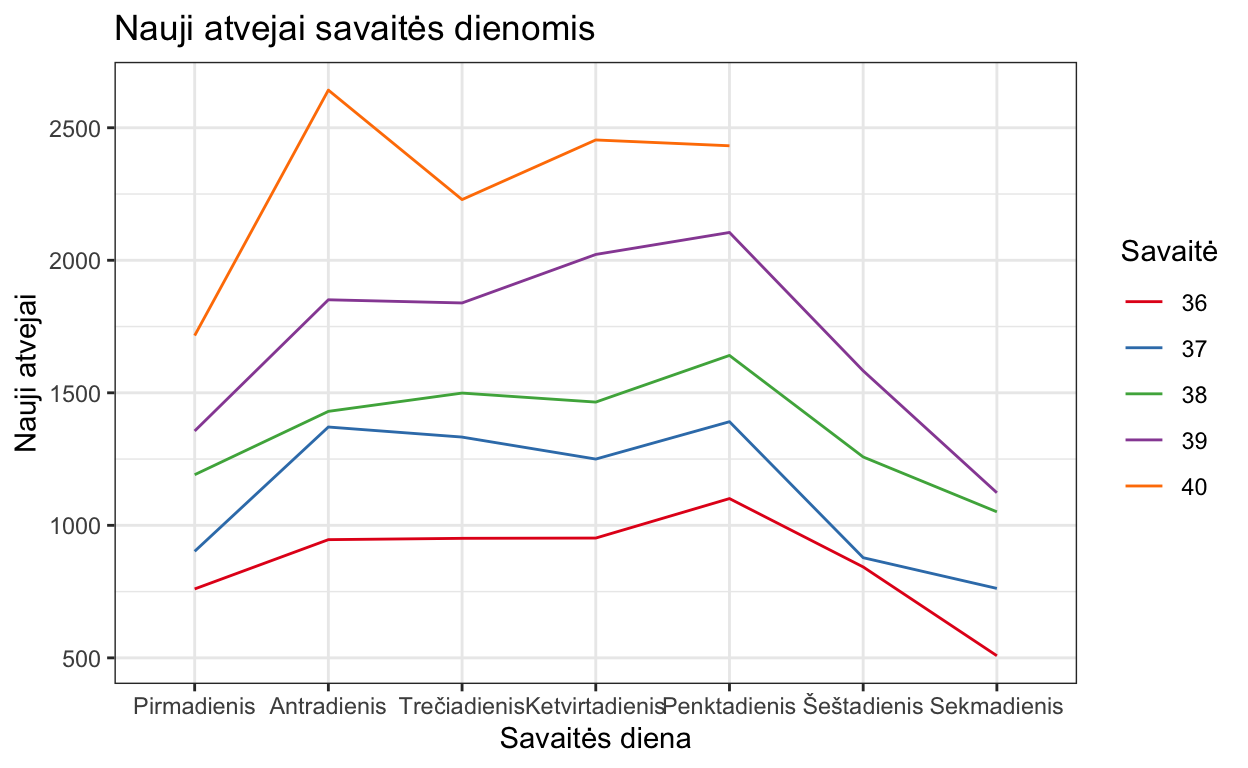 Nauji atvejai savaitės dienomis
Nauji atvejai
2500
2000
1500
1000
500
Pirmadienis Antradienis Trečiadienis Ketvirtadienis Penktadienis Šeštadienis Sekmadienis
Savaitės diena
Savaitė
36
37
38
39
40